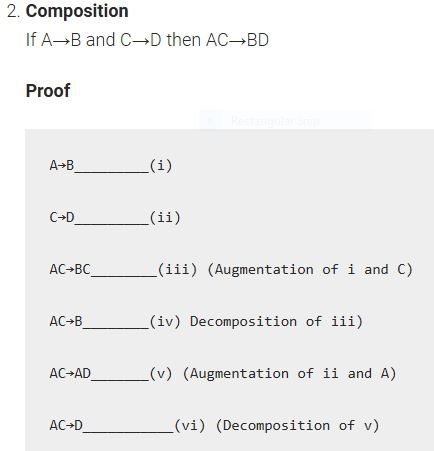 2. Composition
If A→B and C→D then AC→BD
Proof
Rectangular Snip
A→B_________(i)
C→D_________(ii)
AC→BC________(iii) (Augmentation of i and C)
AC→B________(iv) Decomposition of iii)
AC→AD_______(v) (Augmentation of ii and A)
AC→D___________(vi) (Decomposition of v)